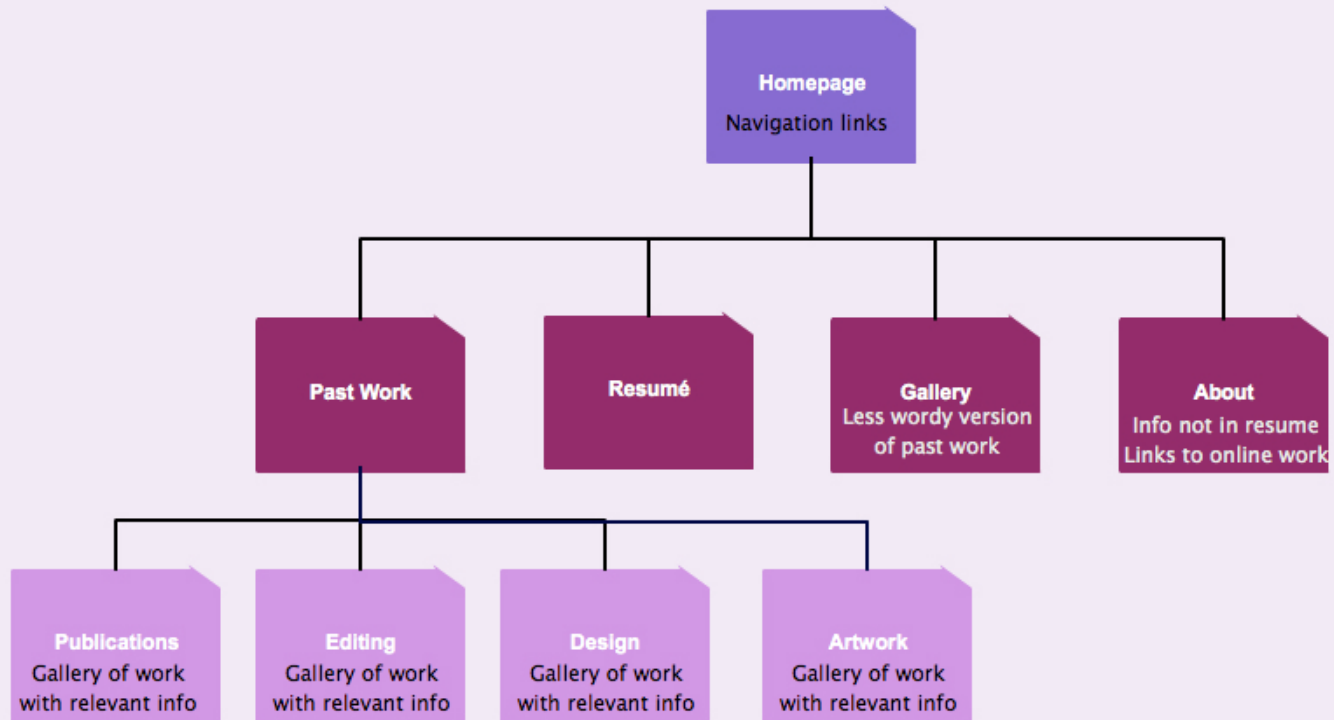 Homepage
Navigation links
Past Work
Resumé
Gallery
Less wordy version
of past work
About
Info not in resume
Links to online work
Publications
Gallery of work
with relevant info
Editing
Gallery of work
with relevant info
Design
Gallery of work
with relevant info
Artwork
Gallery of work
with relevant info